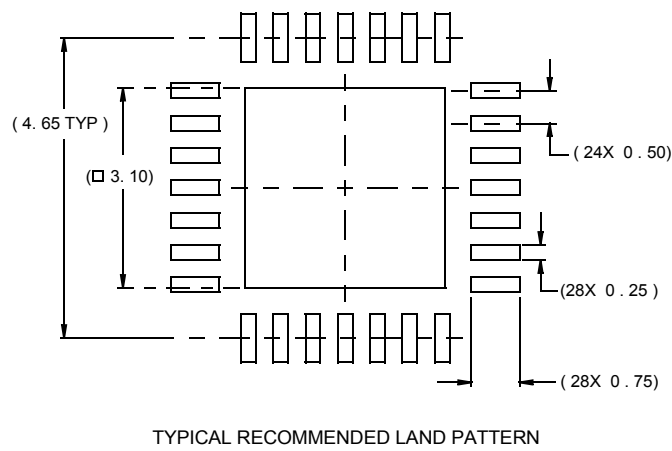 ( 4. 65 TYP )
(□ 3. 10)
( 24X 0 . 50)
(28X 0 . 25 )
( 28X 0 . 75)
TYPICAL RECOMMENDED LAND PATTERN